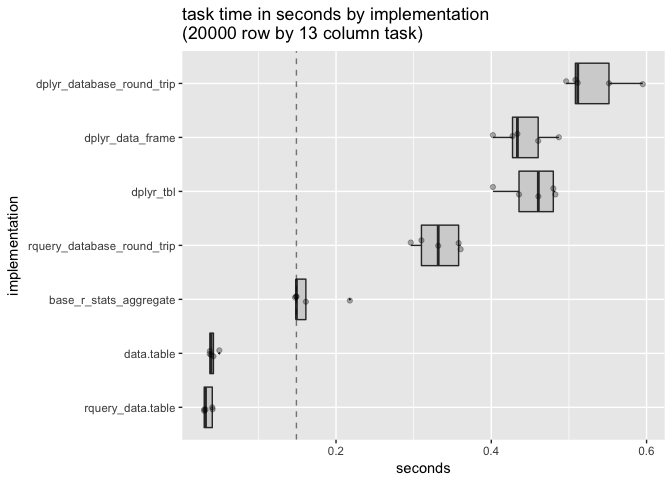 task time in seconds by implementation
(20000 row by 13 column task)
dplyr_database_round_trip
dplyr_data_frame
dplyr_tbl
rquery_database_round_trip
base_r_stats_aggregate
data.table
rquery_data.table
implementation
0.2
0.4
0.6
seconds